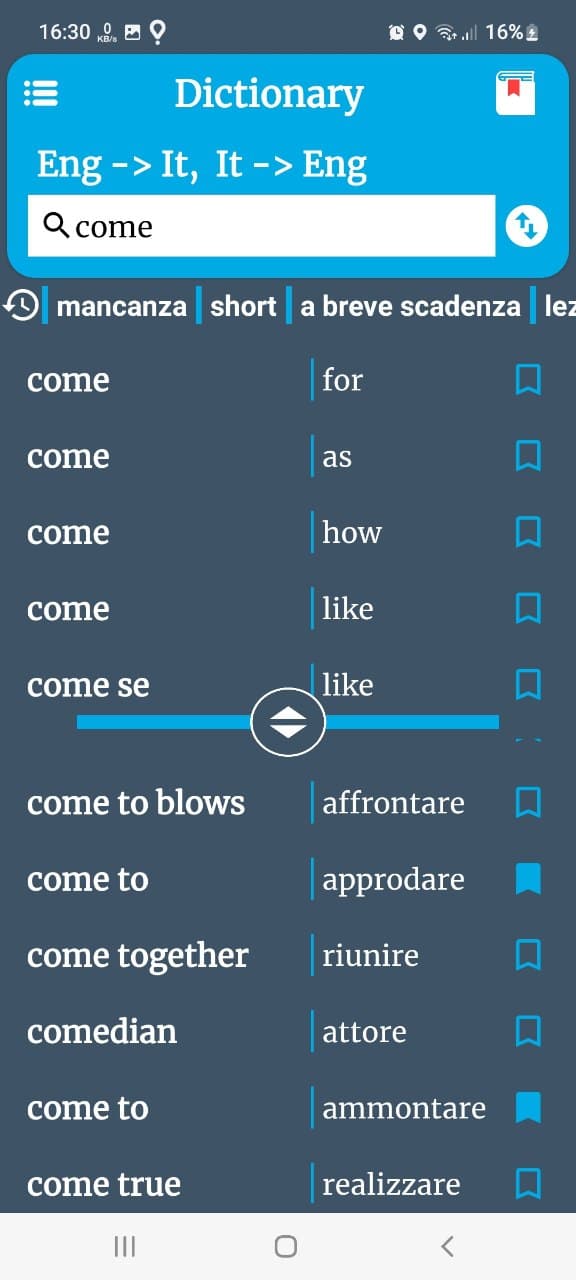 16:30 0 KB/s 16%
Dictionary
Eng -> It, It -> Eng
come
mancanza short a breve scadenza lez
come for
come as
come how
come like
come se like
come to blows affrontare
come to approdare
come together riunire
comedian attore
come to ammontare
come true realizzare